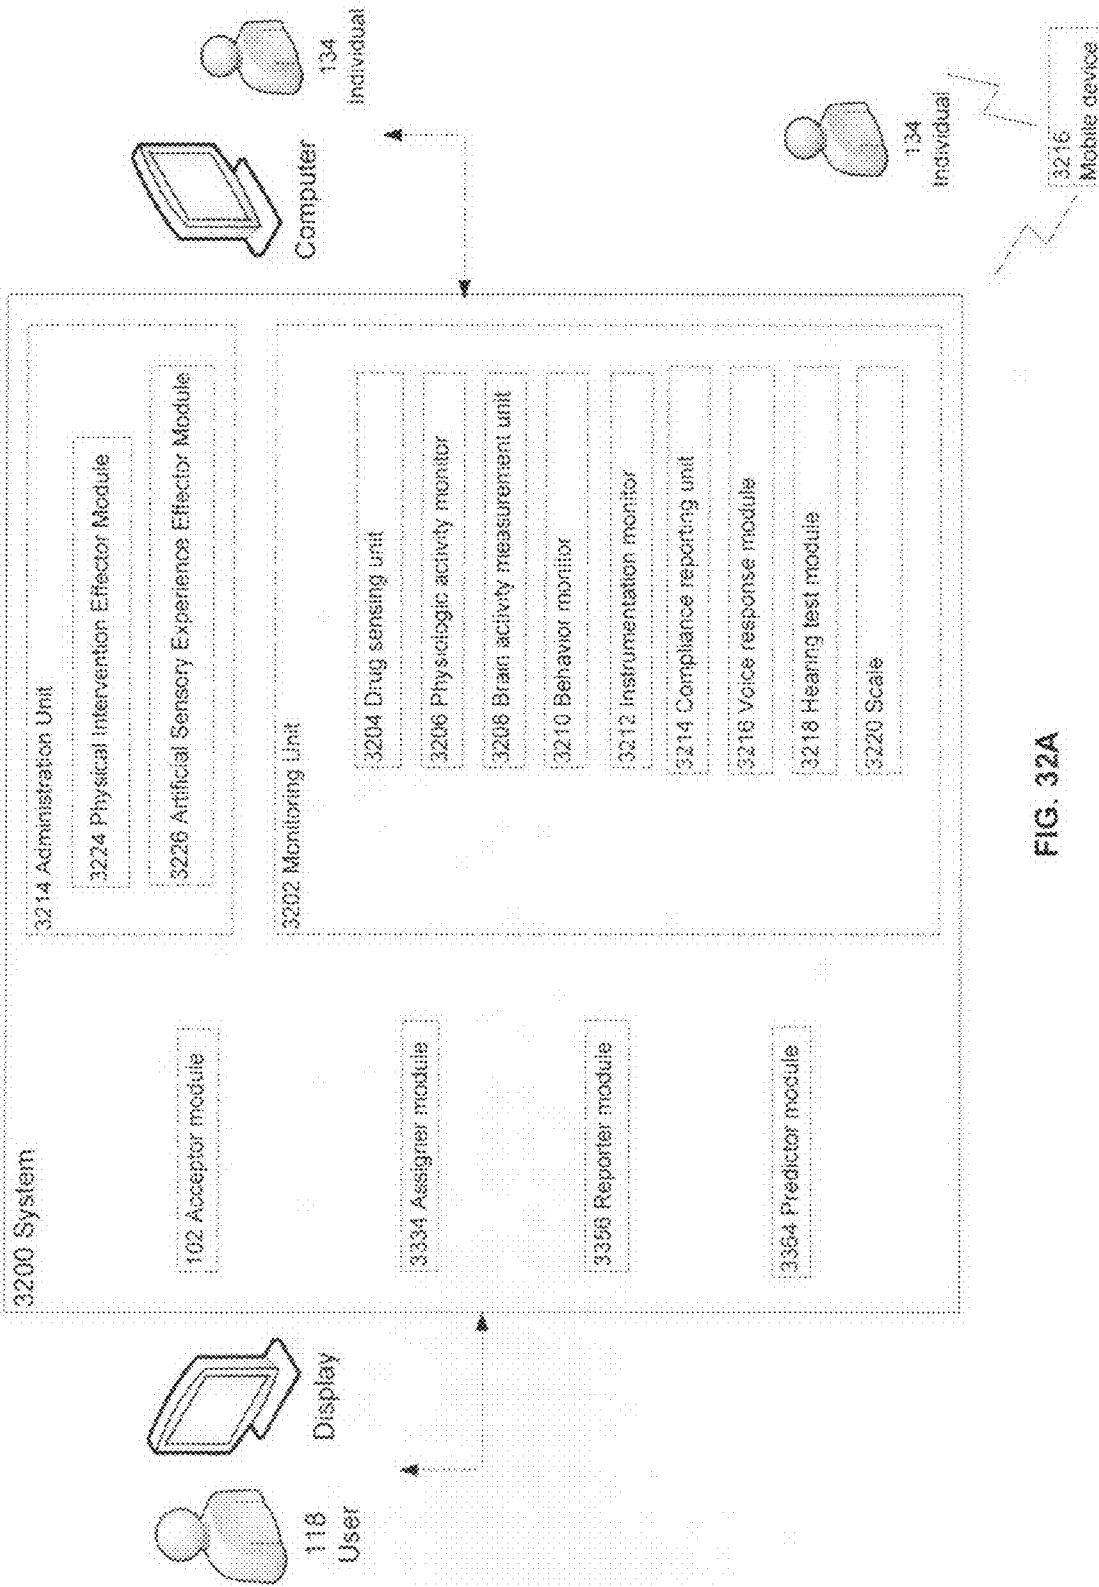 3200 System
118
User
Display
102 Acceptor module
3334 Assigner module
3356 Reporter module
3364 Predictor module
3214 Administration Unit
3224 Physical Intervention Effector Module
3226 Artificial Sensory Experience Effector Module
3202 Monitoring Unit
3204 Drug sensing unit
3206 Physiologic activity monitor
3208 Brain activity measurement unit
3210 Behavior monitor
3212 Instrumentation monitor
3214 Compliance reporting unit
3216 Voice response module
3218 Hearing test module
3220 Scale
Computer
134
Individual
134
Individual
3216
Mobile device
FIG. 32A